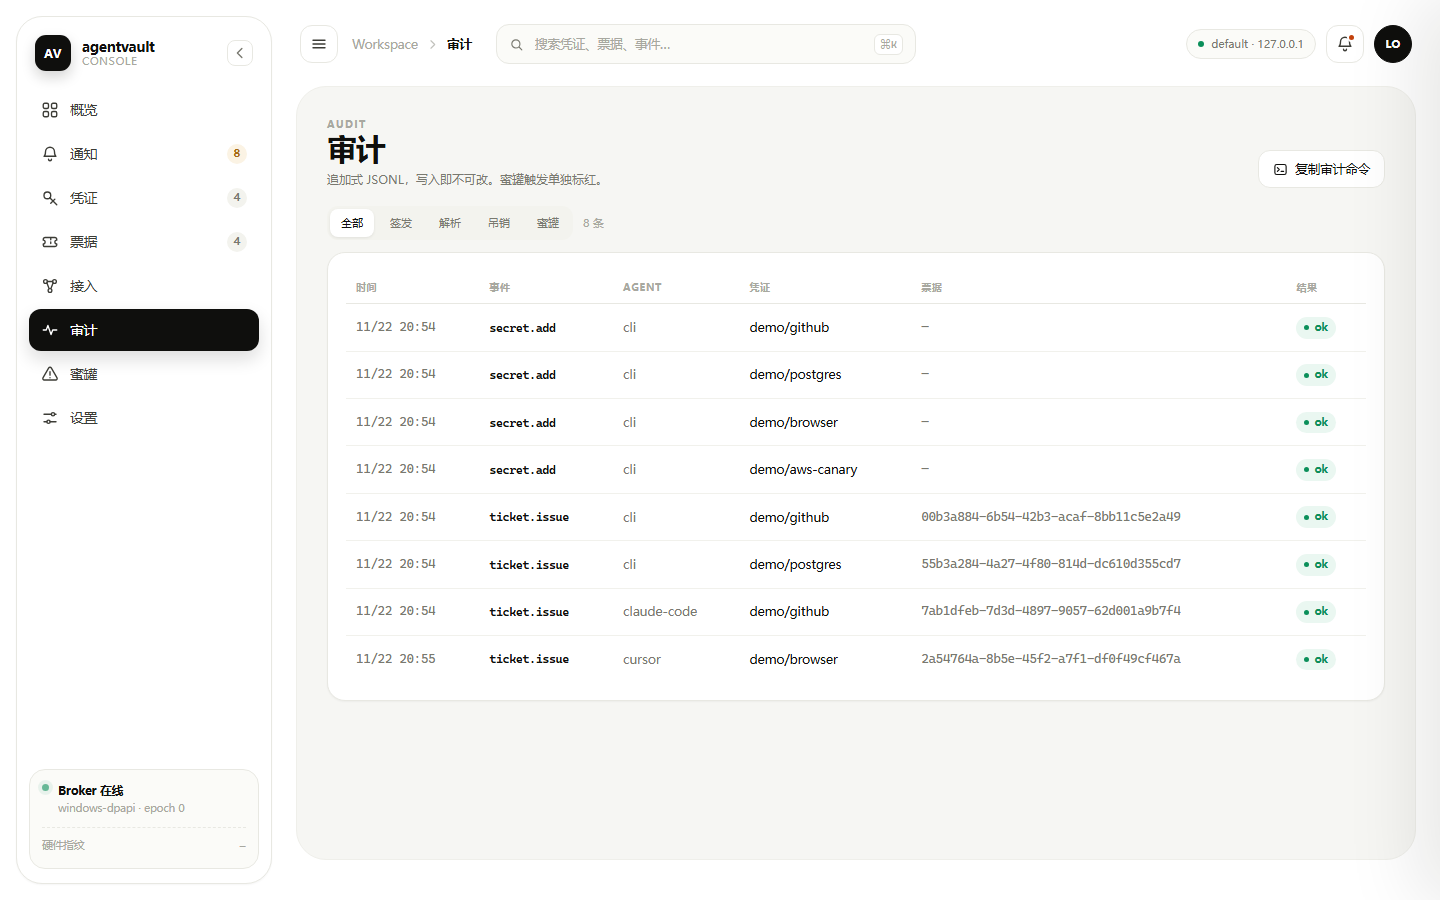 AV
agentvault
CONSOLE
概览
通知 8
凭证 4
票据 4
接入
审计
蜜罐
设置
Broker 在线
windows-dpapi · epoch 0
硬件指纹 —
Workspace > 审计
搜索凭证、票据、事件... ⌘K
default · 127.0.0.1
LO
AUDIT
审计
追加式 JSONL，写入即不可改。蜜罐触发单独标红。
复制审计命令
全部 签发 解析 吊销 蜜罐 8 条
时间 事件 AGENT 凭证 票据 结果
11/22 20:54 secret.add cli demo/github — ok
11/22 20:54 secret.add cli demo/postgres — ok
11/22 20:54 secret.add cli demo/browser — ok
11/22 20:54 secret.add cli demo/aws-canary — ok
11/22 20:54 ticket.issue cli demo/github 00b3a884-6b54-42b3-acaf-8bb11c5e2a49 ok
11/22 20:54 ticket.issue cli demo/postgres 55b3a284-4a27-4f80-814d-dc610d355cd7 ok
11/22 20:54 ticket.issue claude-code demo/github 7ab1dfeb-7d3d-4897-9057-62d001a9b7f4 ok
11/22 20:55 ticket.issue cursor demo/browser 2a54764a-8b5e-45f2-a7f1-df0f49cf467a ok